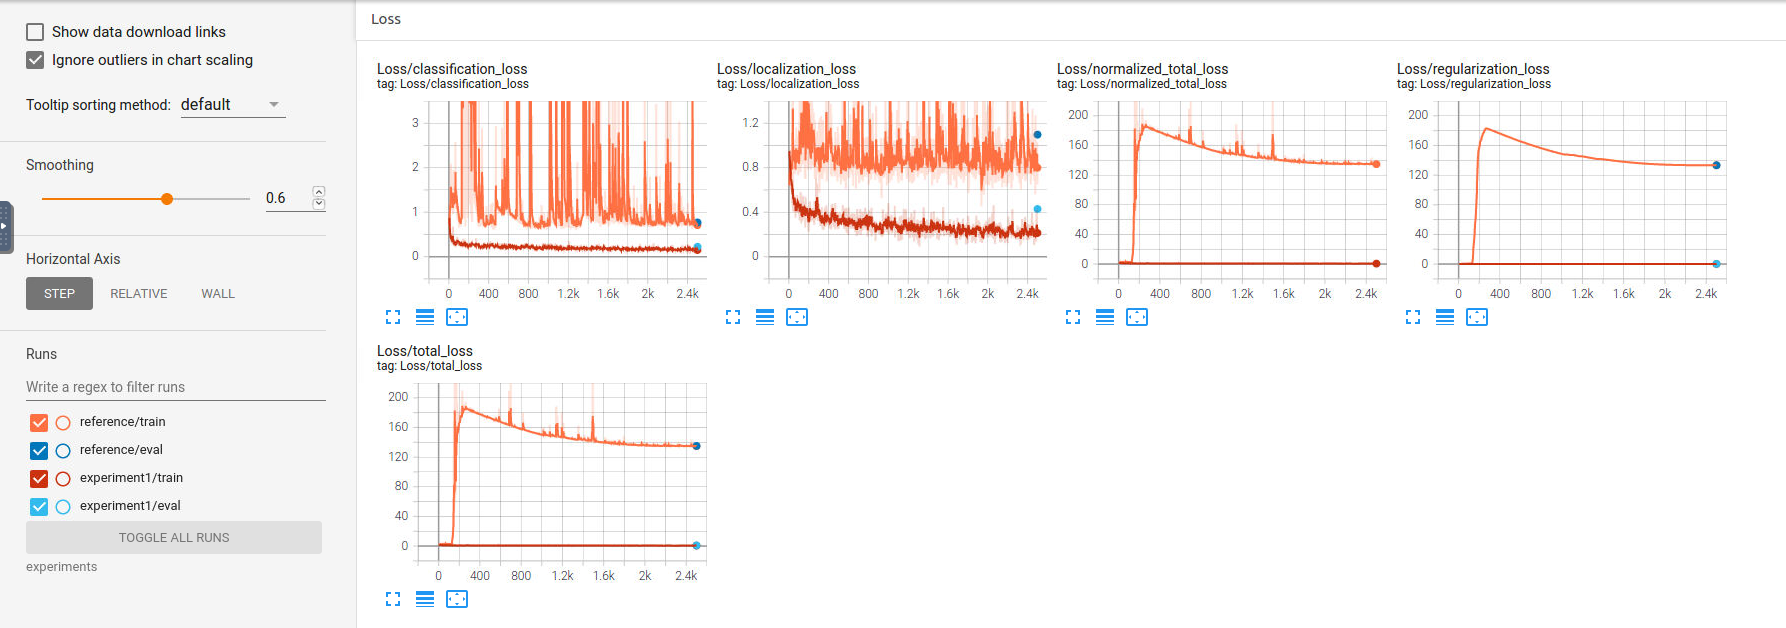 Show data download links
Ignore outliers in chart scaling
Tooltip sorting method: default
Smoothing
0.6
Horizontal Axis
STEP RELATIVE WALL
Runs
Write a regex to filter runs
reference/train
reference/eval
experiment1/train
experiment1/eval
TOGGLE ALL RUNS
experiments
Loss
Loss/classification_loss
tag: Loss/classification_loss
3
2
1
0
0 400 800 1.2k 1.6k 2k 2.4k
Loss/localization_loss
tag: Loss/localization_loss
1.2
0.8
0.4
0
0 400 800 1.2k 1.6k 2k 2.4k
Loss/normalized_total_loss
tag: Loss/normalized_total_loss
200
160
120
80
40
0
0 400 800 1.2k 1.6k 2k 2.4k
Loss/regularization_loss
tag: Loss/regularization_loss
200
160
120
80
40
0
0 400 800 1.2k 1.6k 2k 2.4k
Loss/total_loss
tag: Loss/total_loss
200
160
120
80
40
0
0 400 800 1.2k 1.6k 2k 2.4k